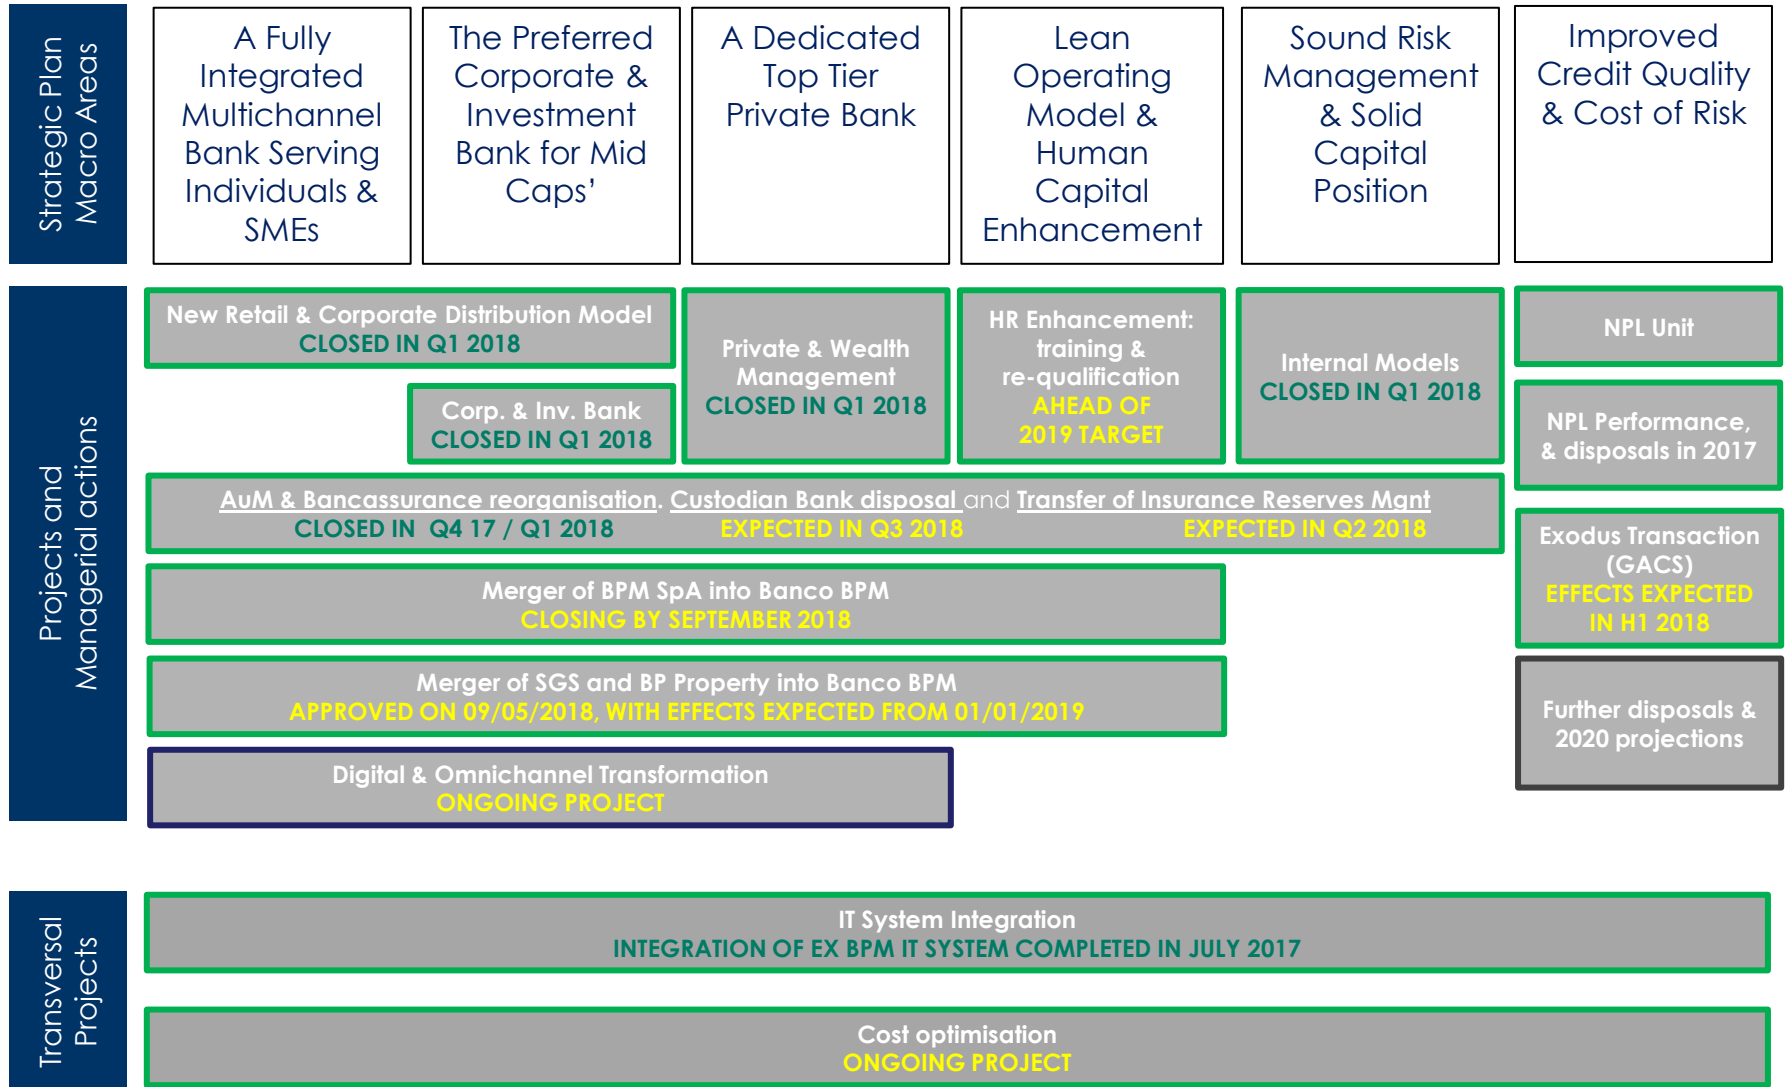 Strategic Plan
Macro Areas
A Fully
Integrated
Multichannel
Bank Serving
Individuals &
SMEs
The Preferred
Corporate &
Investment
Bank for Mid
Caps’
A Dedicated
Top Tier
Private Bank
Lean
Operating
Model &
Human
Capital
Enhancement
Sound Risk
Management
& Solid
Capital
Position
Improved
Credit Quality
& Cost of Risk
Projects and
Managerial actions
New Retail & Corporate Distribution Model
CLOSED IN Q1 2018
Corp. & Inv. Bank
CLOSED IN Q1 2018
Private & Wealth
Management
CLOSED IN Q1 2018
HR Enhancement:
training &
re-qualification
AHEAD OF
2019 TARGET
Internal Models
CLOSED IN Q1 2018
NPL Unit
NPL Performance,
& disposals in 2017
AuM & Bancassurance reorganisation. Custodian Bank disposal and Transfer of Insurance Reserves Mgnt
CLOSED IN Q4 17 / Q1 2018 EXPECTED IN Q3 2018 EXPECTED IN Q2 2018
Exodus Transaction
(GACS)
EFFECTS EXPECTED
IN H1 2018
Merger of BPM SpA into Banco BPM
CLOSING BY SEPTEMBER 2018
Merger of SGS and BP Property into Banco BPM
APPROVED ON 09/05/2018, WITH EFFECTS EXPECTED FROM 01/01/2019
Further disposals &
2020 projections
Digital & Omnichannel Transformation
ONGOING PROJECT
Transversal
Projects
IT System Integration
INTEGRATION OF EX BPM IT SYSTEM COMPLETED IN JULY 2017
Cost optimisation
ONGOING PROJECT